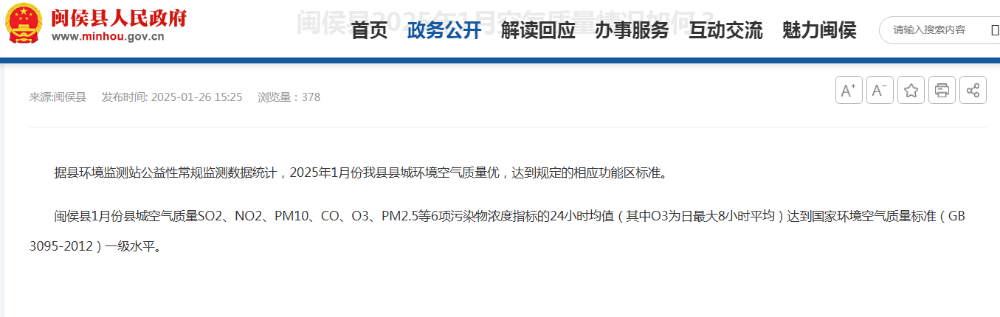 闽侯县人民政府
www.minhou.gov.cn
闽侯县2025年1月空气质量情况如何？
首页 政务公开 解读回应 办事服务 互动交流 魅力闽侯
请输入搜索内容
来源:闽侯县 发布时间: 2025-01-26 15:25 浏览量：378
A+ A-
据县环境监测站公益性常规监测数据统计，2025年1月份我县县城环境空气质量优，达到规定的相应功能区标准。
闽侯县1月份县城空气质量SO2、NO2、PM10、CO、O3、PM2.5等6项污染物浓度指标的24小时均值（其中O3为日最大8小时平均）达到国家环境空气质量标准（GB
3095-2012）一级水平。